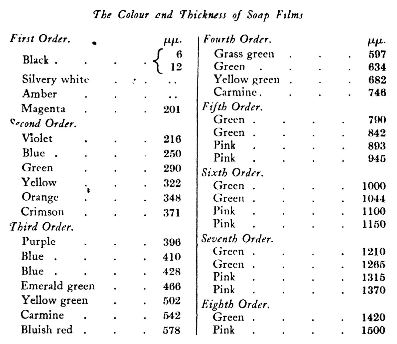 The Colour and Thickness of Soap Films
First Order. μμ.
Black . . . { 6
12
Silvery white . . . ..
Amber . . . ..
Magenta . . . 201
Second Order.
Violet . . . 216
Blue . . . . 250
Green . . . 290
Yellow . . . 322
Orange . . . 348
Crimson . . . 371
Third Order.
Purple . . . 396
Blue . . . . 410
Blue . . . . 428
Emerald green . . 466
Yellow green . . 502
Carmine . . . 542
Bluish red . . . 578
Fourth Order. μμ.
Grass green . . . 597
Green . . . . 634
Yellow green . . . 682
Carmine . . . . 746
Fifth Order.
Green . . . . 790
Green . . . . 842
Pink . . . . 893
Pink . . . . 945
Sixth Order.
Green . . . . 1000
Green . . . . 1044
Pink . . . . 1100
Pink . . . . 1150
Seventh Order.
Green . . . . 1210
Green . . . . 1265
Pink . . . . 1315
Pink . . . . 1370
Eighth Order.
Green . . . . 1420
Pink . . . . 1500